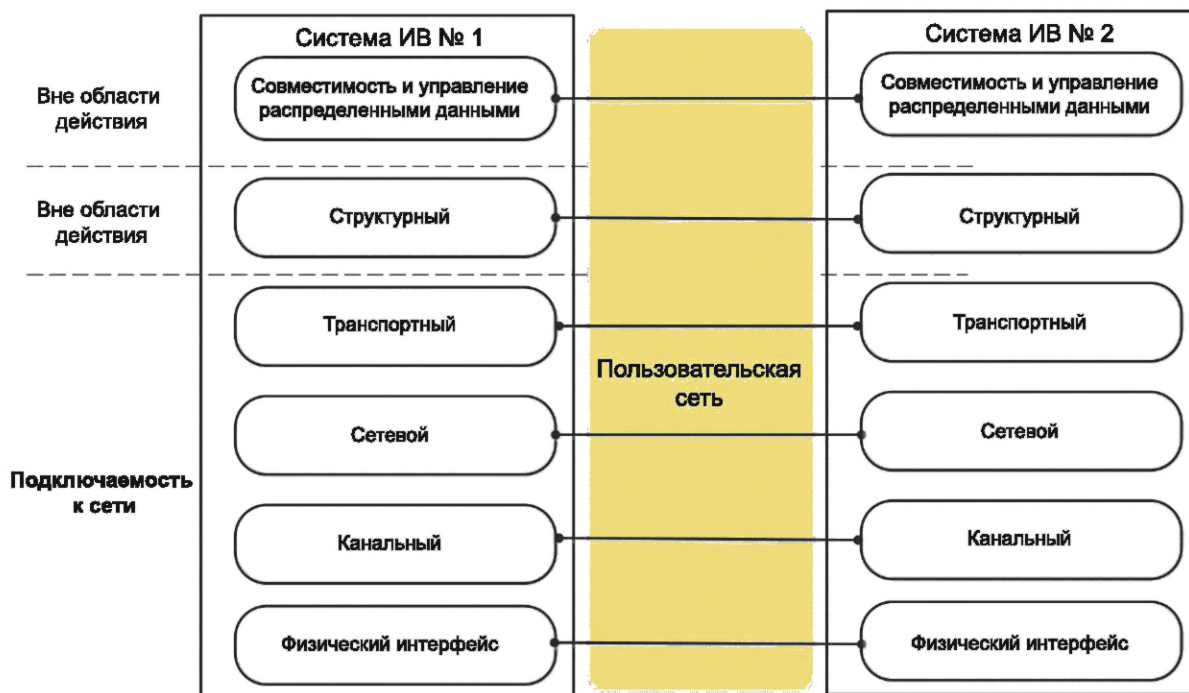 Система ИВ № 1
Система ИВ № 2
Вне области
действия
Совместимость и управление
распределенными данными
Совместимость и управление
распределенными данными
Вне области
действия
Структурный
Структурный
Транспортный
Транспортный
Пользовательская
сеть
Сетевой
Сетевой
Подключаемость
к сети
Канальный
Канальный
Физический интерфейс
Физический интерфейс